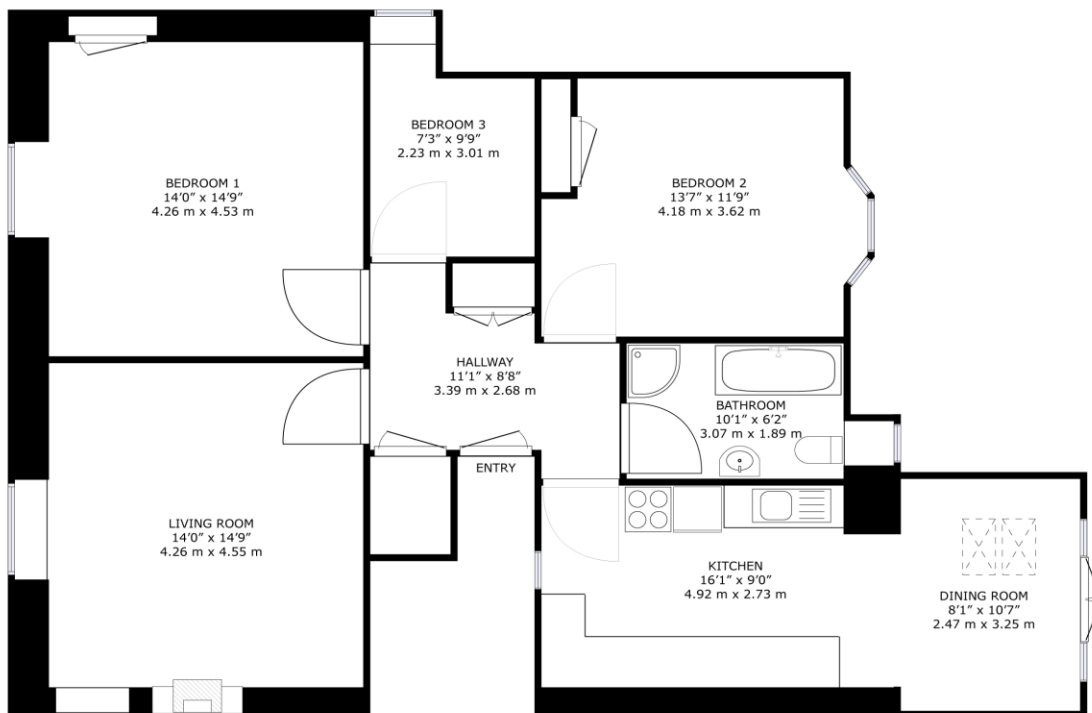 BEDROOM 1
14’0” x 14’9”
4.26 m x 4.53 m
BEDROOM 3
7’3” x 9’9”
2.23 m x 3.01 m
BEDROOM 2
13’7” x 11’9”
4.18 m x 3.62 m
HALLWAY
11’1” x 8’8”
3.39 m x 2.68 m
BATHROOM
10’1” x 6’2”
3.07 m x 1.89 m
ENTRY
LIVING ROOM
14’0” x 14’9”
4.26 m x 4.55 m
KITCHEN
16’1” x 9’0”
4.92 m x 2.73 m
DINING ROOM
8’1” x 10’7”
2.47 m x 3.25 m